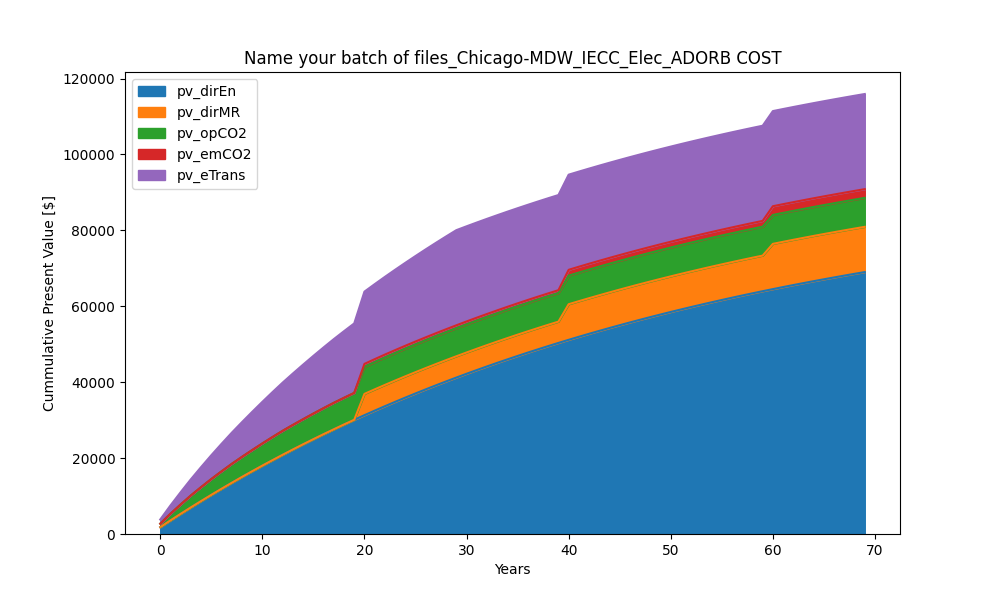 Name your batch of files_Chicago-MDW_IECC_Elec_ADORB COST
120000
100000
80000
60000
40000
20000
0
Cummulative Present Value [$]
pv_dirEn
pv_dirMR
pv_opCO2
pv_emCO2
pv_eTrans
0 10 20 30 40 50 60 70
Years